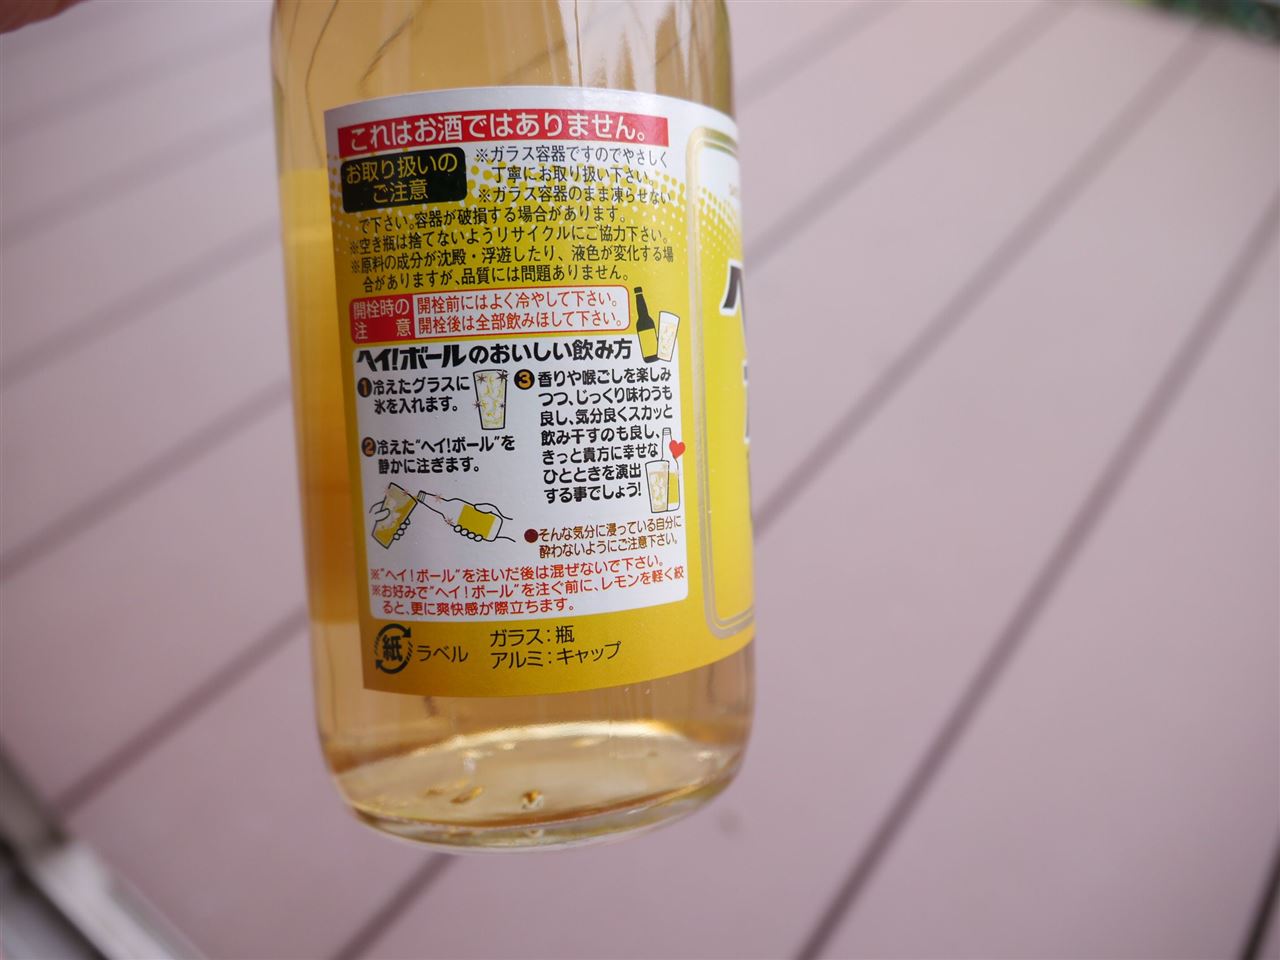 これはお酒ではありません。
お取り扱いの
ご注意
※ガラス容器ですのでやさしく
丁寧にお取り扱い下さい。
※ガラス容器のまま凍らせない
で下さい。容器が破損する場合があります。
※空き瓶は捨てないようリサイクルにご協力下さい。
※原料の成分が沈殿・浮遊したり、液色が変化する場
合がありますが、品質には問題ありません。
開栓時の
注 意
開栓前にはよく冷やして下さい。
開栓後は全部飲みほして下さい。
ヘイ!ボールのおいしい飲み方
1 冷えたグラスに
氷を入れます。
2 冷えた"ヘイ!ボール"を
静かに注ぎます。
3 香りや喉ごしを楽しみ
つつ、じっくり味わうも
良し、気分良くスカッと
飲み干すのも良し、
きっと貴方に幸せな
ひとときを演出
する事でしょう!
●そんな気分に浸っている自分に
酔わないようにご注意下さい。
※"ヘイ!ボール"を注いだ後は混ぜないで下さい。
※お好みで"ヘイ!ボール"を注ぐ前に、レモンを軽く絞
ると、更に爽快感が際立ちます。
紙 ラベル
ガラス:瓶
アルミ:キャップ